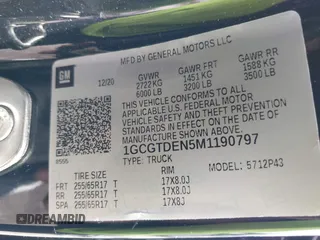 MFD BY GENERAL MOTORS LLC
GM
12/20 GVWR GAWR FRT GAWR RR
2722 KG 1451 KG 1588 KG
6000 LB 3200 LB 3500 LB
THIS VEHICLE CONFORMS TO ALL APPLICABLE
U.S. FEDERAL MOTOR VEHICLE
SAFETY AND THEFT PREVENTION
STANDARDS IN EFFECT ON THE DATE OF
MANUFACTURE SHOWN ABOVE.
1GCGTDEN5M1190797
TYPE: TRUCK MODEL: 5712P43
TIRE SIZE RIM
FRT 255/65R17 T 17X8.0J
RR 255/65R17 T 17X8.0J
SPA 255/65R17 T 17X8J
DREAMBID